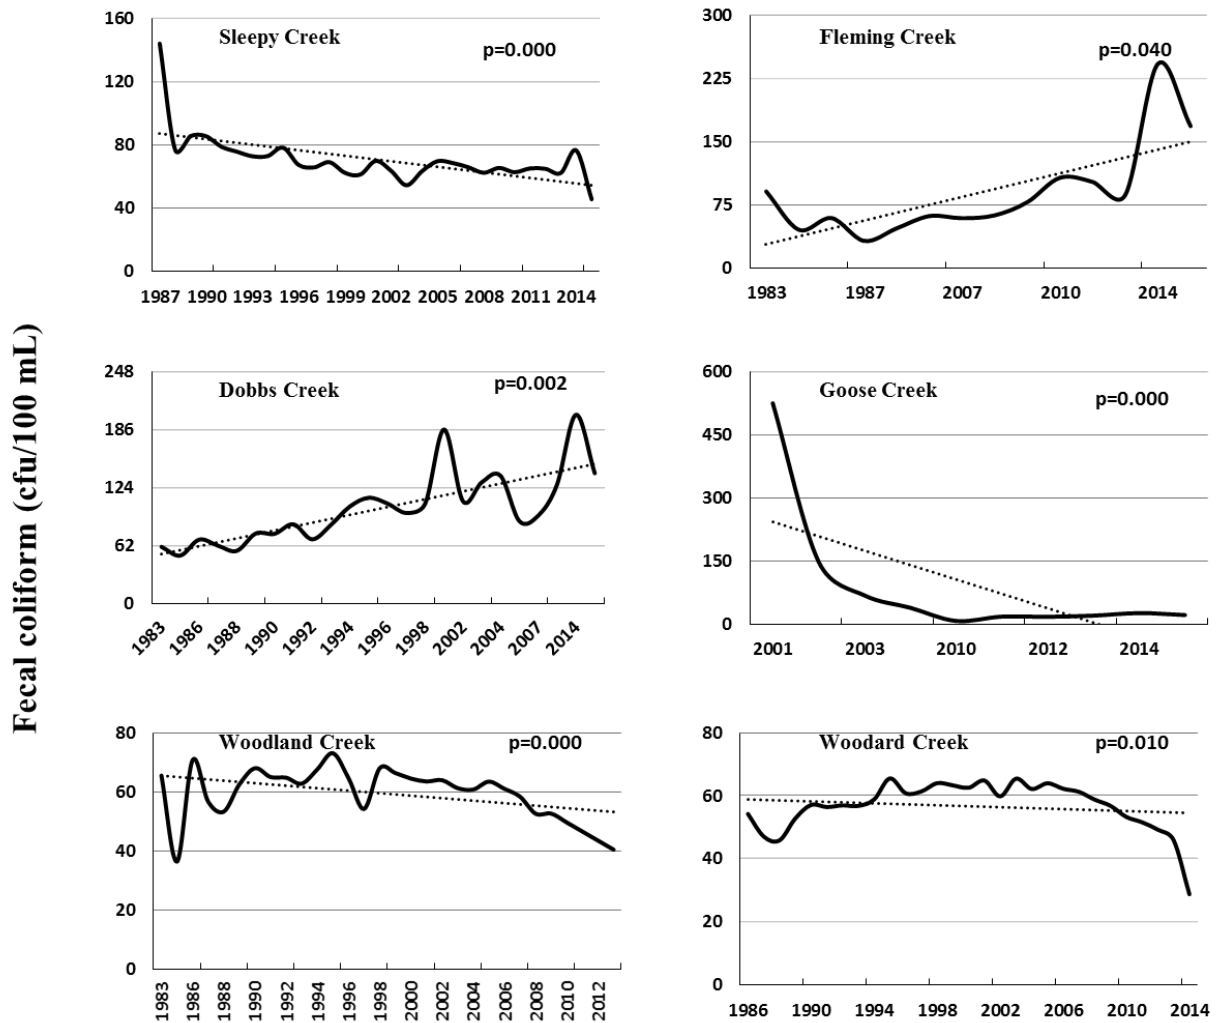 Fecal coliform (cfu/100 mL)
160
120
80
40
0
Sleepy Creek
p=0.000
1987 1990 1993 1996 1999 2002 2005 2008 2011 2014
300
225
150
75
0
Fleming Creek
p=0.040
1983 1987 2007 2010 2014
248
186
124
62
0
Dobbs Creek
p=0.002
1983 1986 1988 1990 1992 1994 1996 1998 2002 2004 2007 2014
600
450
300
150
0
Goose Creek
p=0.000
2001 2003 2010 2012 2014
80
60
40
20
0
Woodland Creek
p=0.000
1983 1986 1988 1990 1992 1994 1996 1998 2000 2002 2004 2006 2008 2010 2012
80
60
40
20
0
Woodard Creek
p=0.010
1986 1990 1994 1998 2002 2006 2010 2014